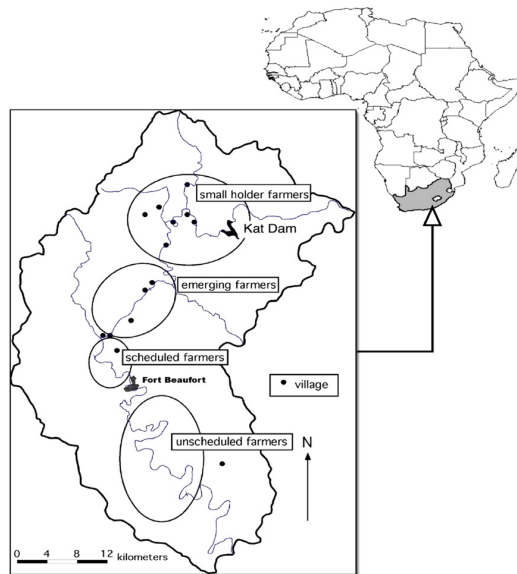 small holder farmers
Kat Dam
emerging farmers
scheduled farmers
Fort Beaufort
village
unscheduled farmers
N
0 4 8 12 kilometers